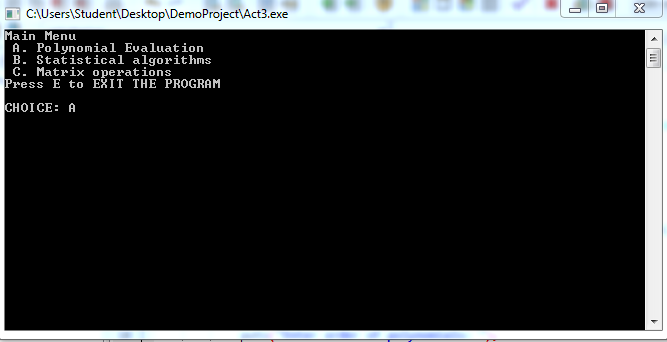 C:\Users\Student\Desktop\DemoProject\Act3.exe
Main Menu
A. Polynomial Evaluation
B. Statistical algorithms
C. Matrix operations
Press E to EXIT THE PROGRAM
CHOICE: A